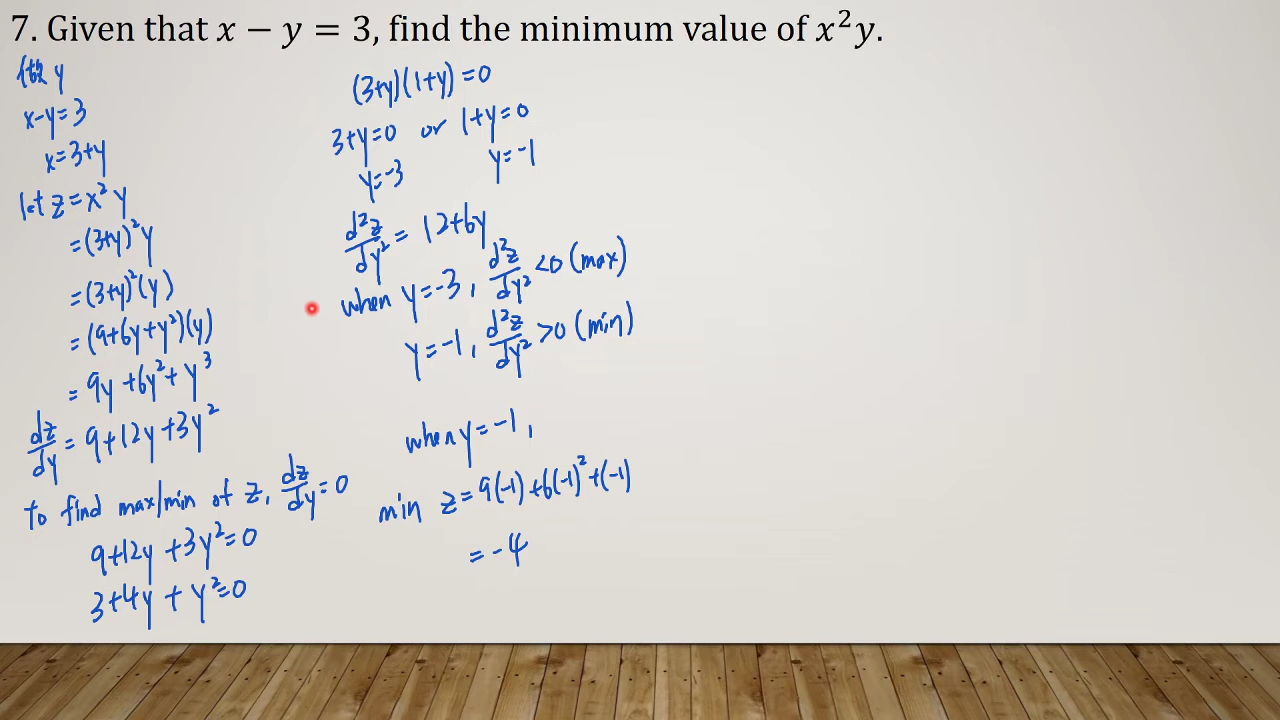 7. Given that x − y = 3, find the minimum value of x²y.
做 y
x-y=3
x=3+y
let z=x²y
=(3+y)²y
=(3+y)²(y)
=(9+6y+y²)(y)
=9y+6y²+y³
dz/dy=9+12y+3y²
to find max/min of z, dz/dy=0
9+12y+3y²=0
3+4y+y²=0
(3+y)(1+y)=0
3+y=0 or 1+y=0
y=-3 y=-1
d²z/dy²=12+6y
when y=-3, d²z/dy²<0 (max)
y=-1, d²z/dy²>0 (min)
when y=-1,
min z=9(-1)+6(-1)²+(-1)
=-4